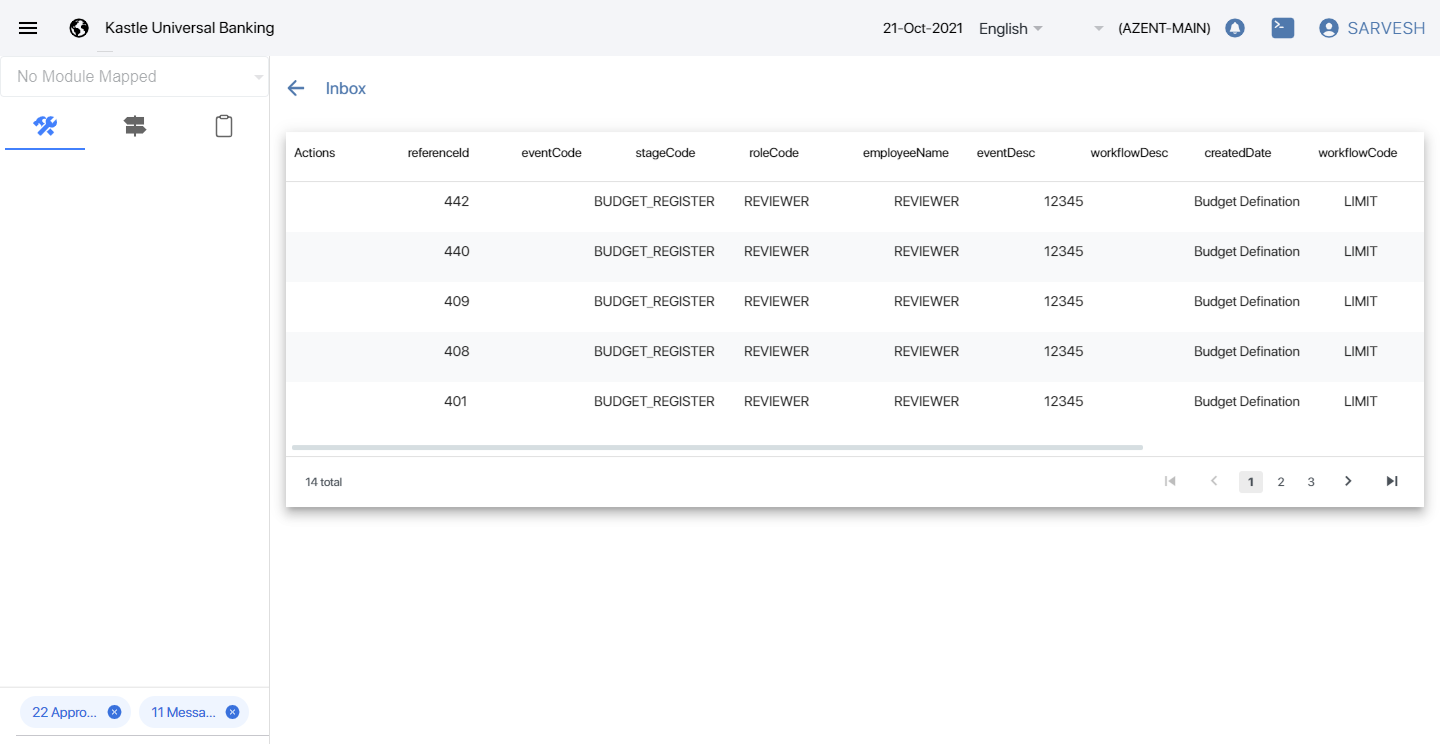 Kastle Universal Banking
21-Oct-2021 English (AZENT-MAIN) SARVESH
No Module Mapped
Inbox
Actions referenceId eventCode stageCode roleCode employeeName eventDesc workflowDesc createdDate workflowCode
442 BUDGET_REGISTER REVIEWER REVIEWER 12345 Budget Defination LIMIT
440 BUDGET_REGISTER REVIEWER REVIEWER 12345 Budget Defination LIMIT
409 BUDGET_REGISTER REVIEWER REVIEWER 12345 Budget Defination LIMIT
408 BUDGET_REGISTER REVIEWER REVIEWER 12345 Budget Defination LIMIT
401 BUDGET_REGISTER REVIEWER REVIEWER 12345 Budget Defination LIMIT
14 total 1 2 3
22 Appro... 11 Messa...